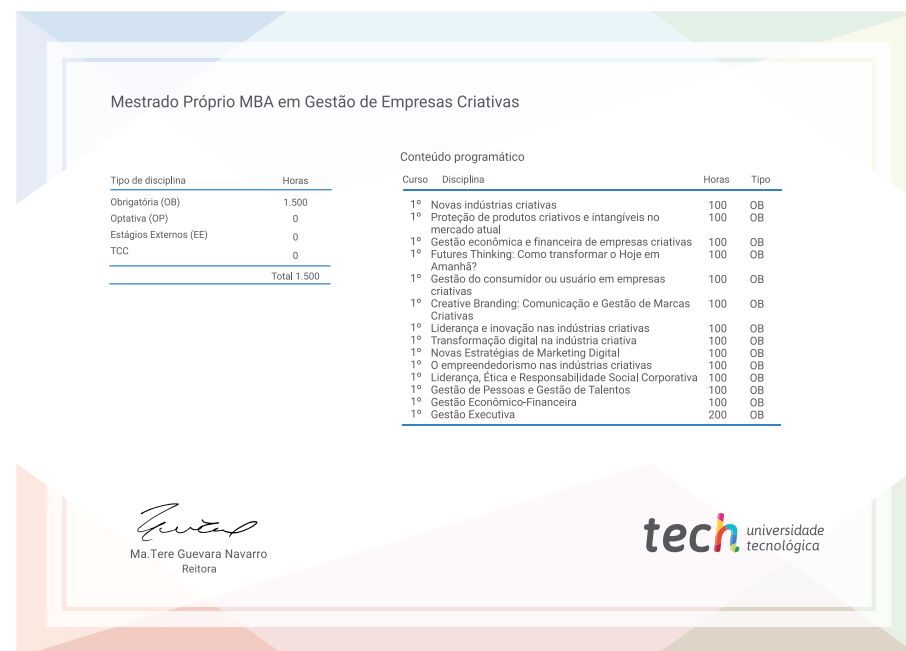 Mestrado Próprio MBA em Gestão de Empresas Criativas
Tipo de disciplina Horas
Obrigatória (OB) 1.500
Optativa (OP) 0
Estágios Externos (EE) 0
TCC 0
Total 1.500
Conteúdo programático
Curso Disciplina Horas Tipo
1º Novas indústrias criativas 100 OB
1º Proteção de produtos criativos e intangíveis no 100 OB
mercado atual
1º Gestão econômica e financeira de empresas criativas 100 OB
1º Futures Thinking: Como transformar o Hoje em 100 OB
Amanhã?
1º Gestão do consumidor ou usuário em empresas 100 OB
criativas
1º Creative Branding: Comunicação e Gestão de Marcas 100 OB
Criativas
1º Liderança e inovação nas indústrias criativas 100 OB
1º Transformação digital na indústria criativa 100 OB
1º Novas Estratégias de Marketing Digital 100 OB
1º O empreendedorismo nas indústrias criativas 100 OB
1º Liderança, Ética e Responsabilidade Social Corporativa 100 OB
1º Gestão de Pessoas e Gestão de Talentos 100 OB
1º Gestão Econômico-Financeira 100 OB
1º Gestão Executiva 200 OB
Ma.Tere Guevara Navarro
Reitora
tech universidade
tecnológica